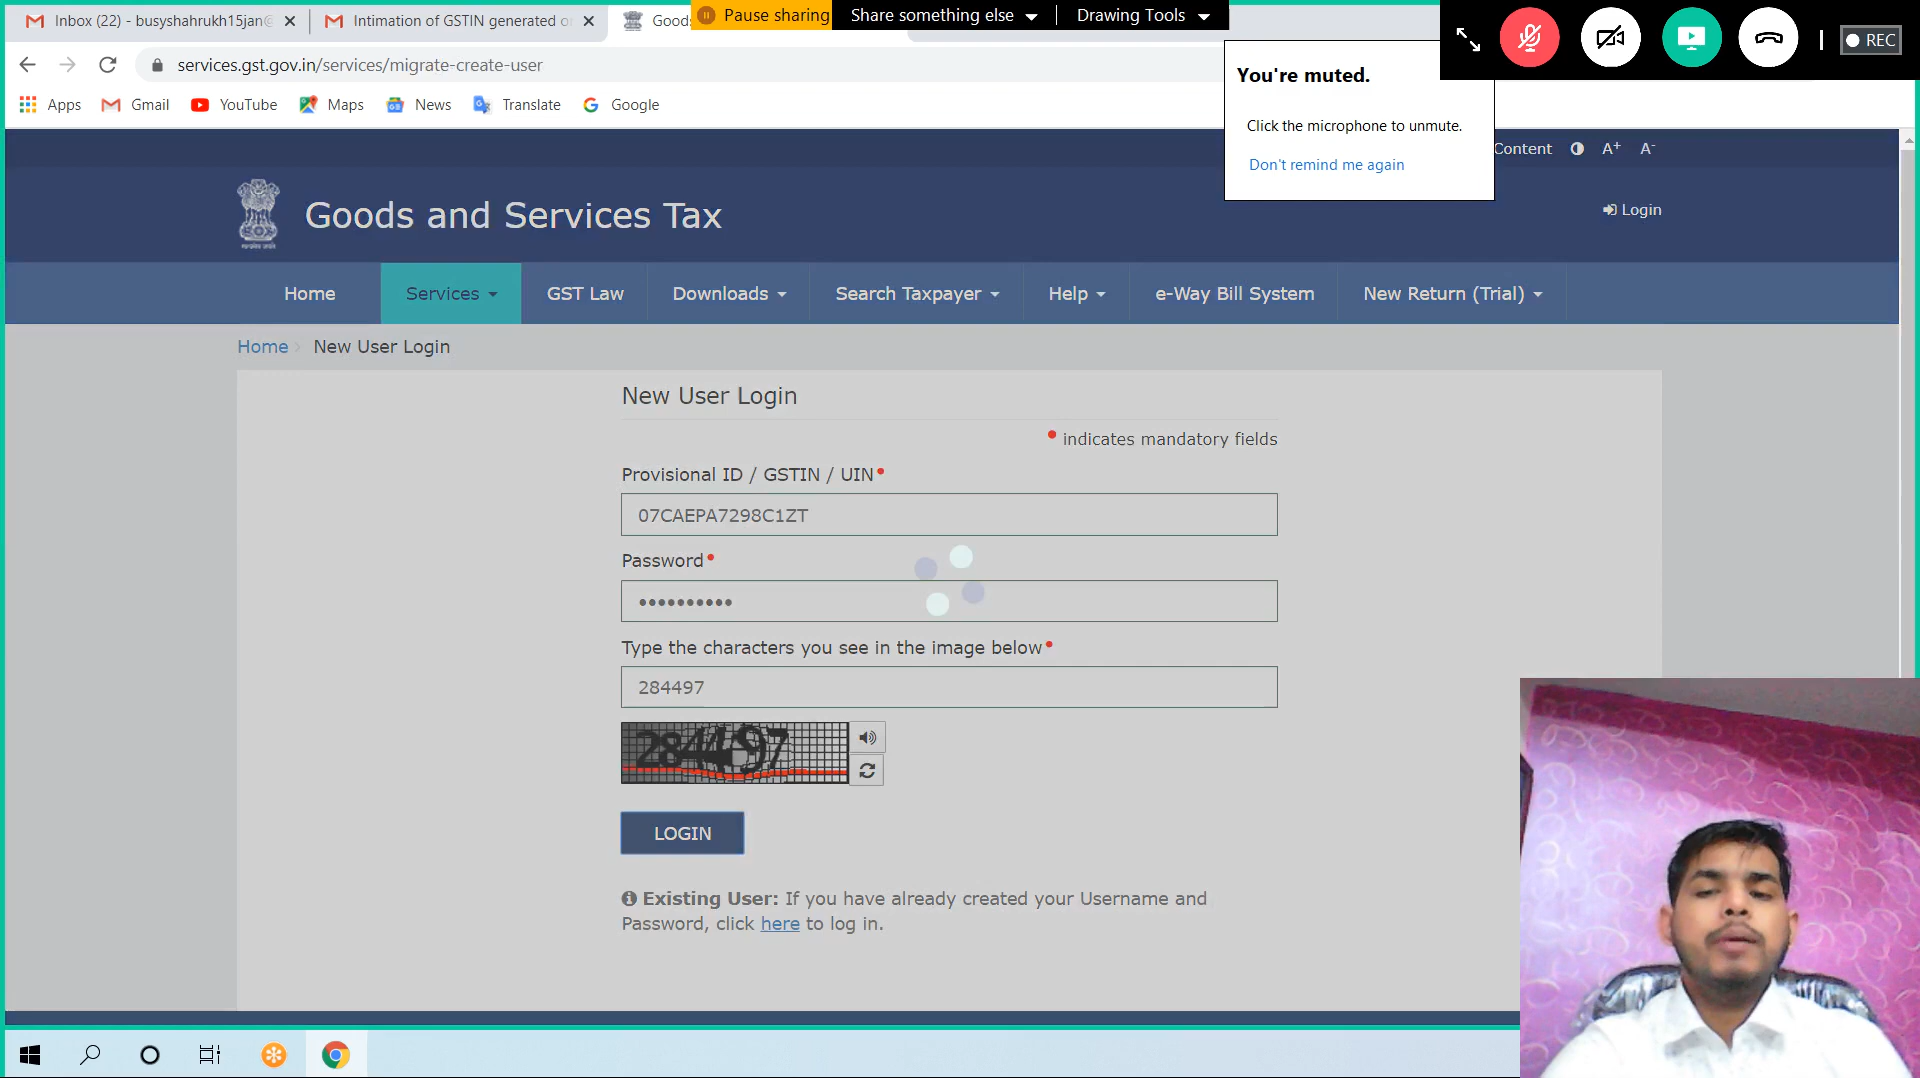 Inbox (22) - busyshahrukh15jan@
Intimation of GSTIN generated o
Goods
Pause sharing
Share something else
Drawing Tools
REC
services.gst.gov.in/services/migrate-create-user
You're muted.
Click the microphone to unmute.
Don't remind me again
Apps
Gmail
YouTube
Maps
News
Translate
Google
Content
A+
A-
Goods and Services Tax
Login
Home
Services
GST Law
Downloads
Search Taxpayer
Help
e-Way Bill System
New Return (Trial)
Home
New User Login
New User Login
• indicates mandatory fields
Provisional ID / GSTIN / UIN•
07CAEPA7298C1ZT
Password•
••••••••••
Type the characters you see in the image below•
284497
284497
LOGIN
Existing User: If you have already created your Username and
Password, click here to log in.